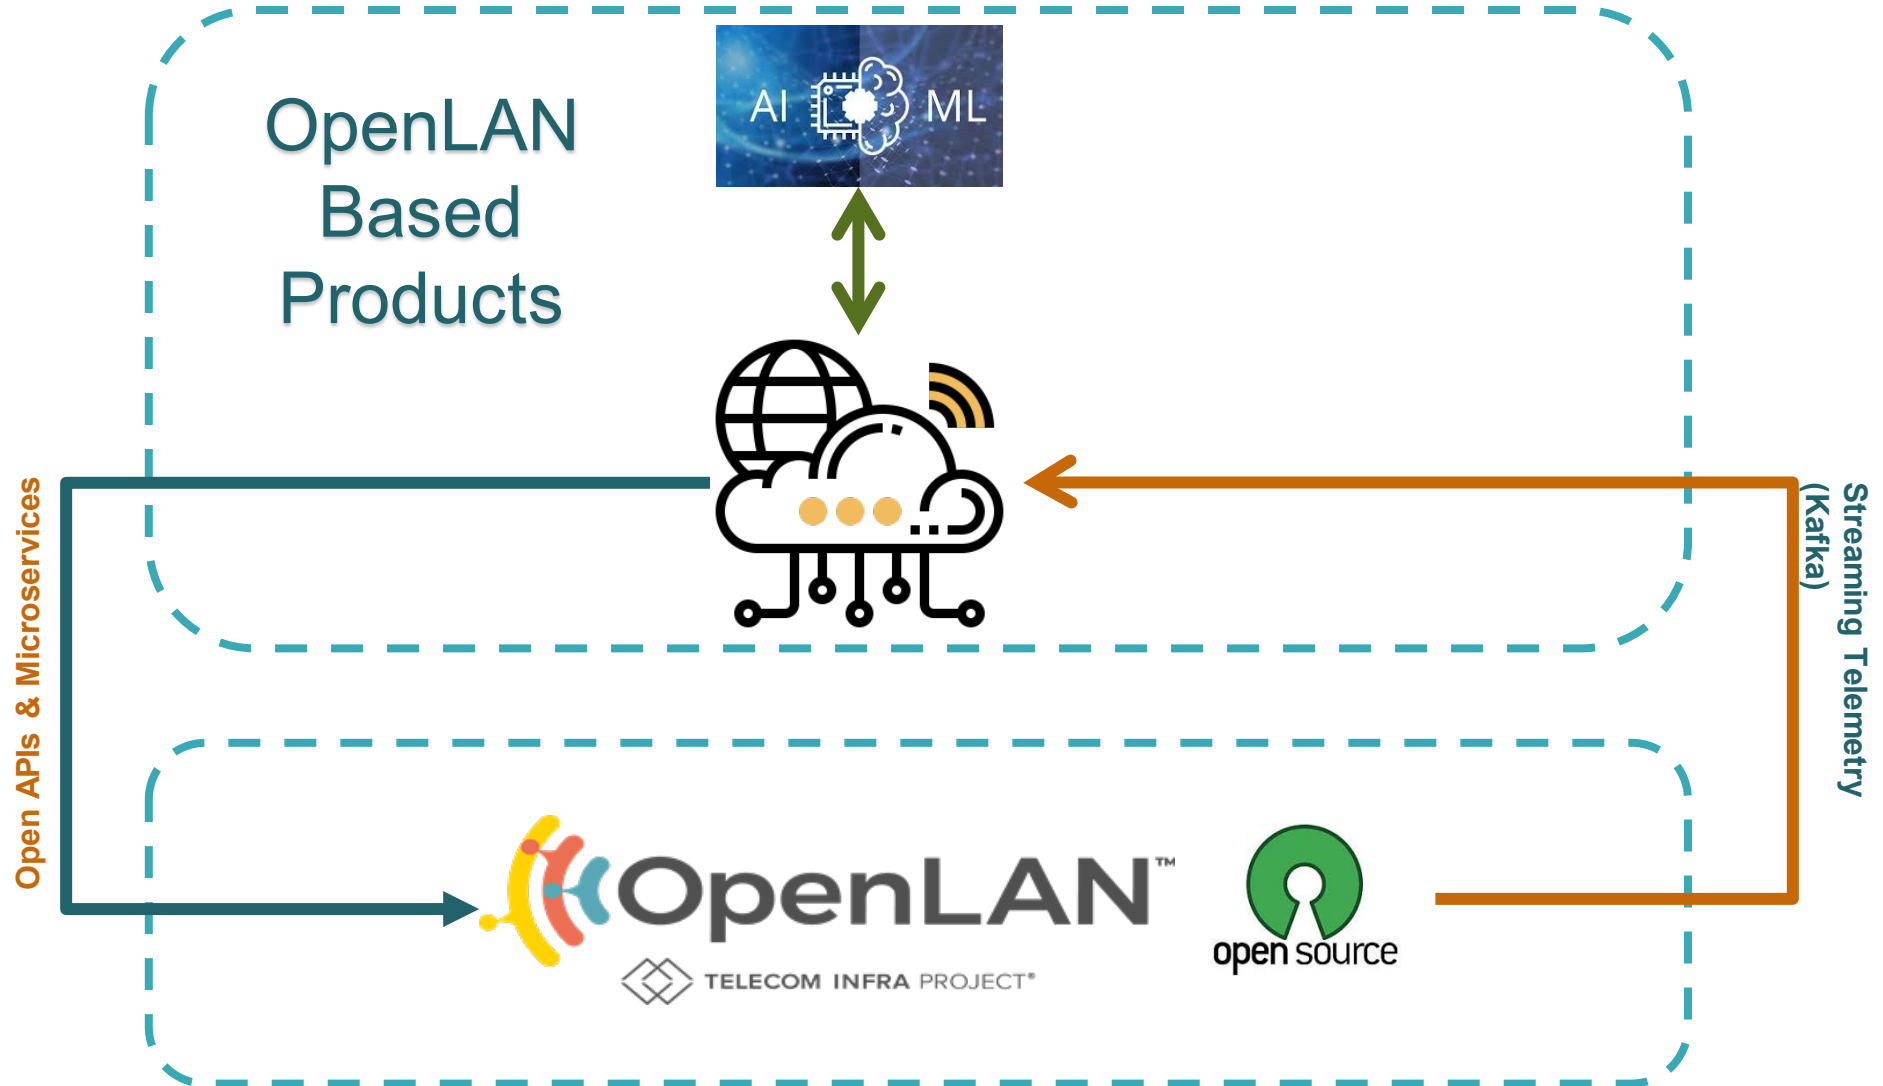 OpenLAN
Based
Products
AI ML
Open APIs & Microservices
Streaming Telemetry
(Kafka)
OpenLAN™
TELECOM INFRA PROJECT®
open source